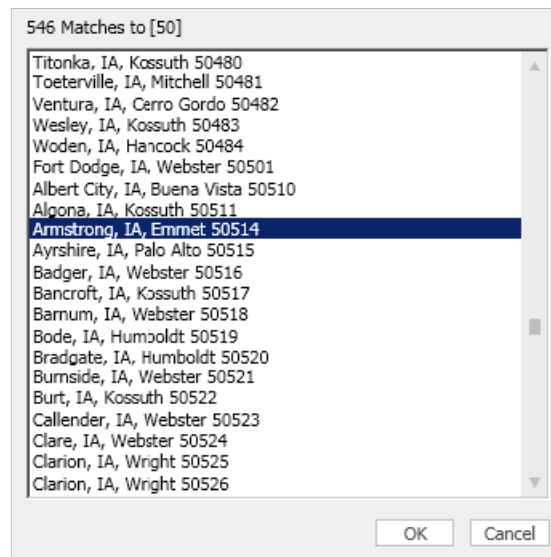 546 Matches to [50]
Titonka, IA, Kossuth 50480
Toeterville, IA, Mitchell 50481
Ventura, IA, Cerro Gordo 50482
Wesley, IA, Kossuth 50483
Woden, IA, Hancock 50484
Fort Dodge, IA, Webster 50501
Albert City, IA, Buena Vista 50510
Algona, IA, Kossuth 50511
Armstrong, IA, Emmet 50514
Ayrshire, IA, Palo Alto 50515
Badger, IA, Webster 50516
Bancroft, IA, Kossuth 50517
Barnum, IA, Webster 50518
Bode, IA, Humboldt 50519
Bradgate, IA, Humboldt 50520
Burnside, IA, Webster 50521
Burt, IA, Kossuth 50522
Callender, IA, Webster 50523
Clare, IA, Webster 50524
Clarion, IA, Wright 50525
Clarion, IA, Wright 50526
OK Cancel